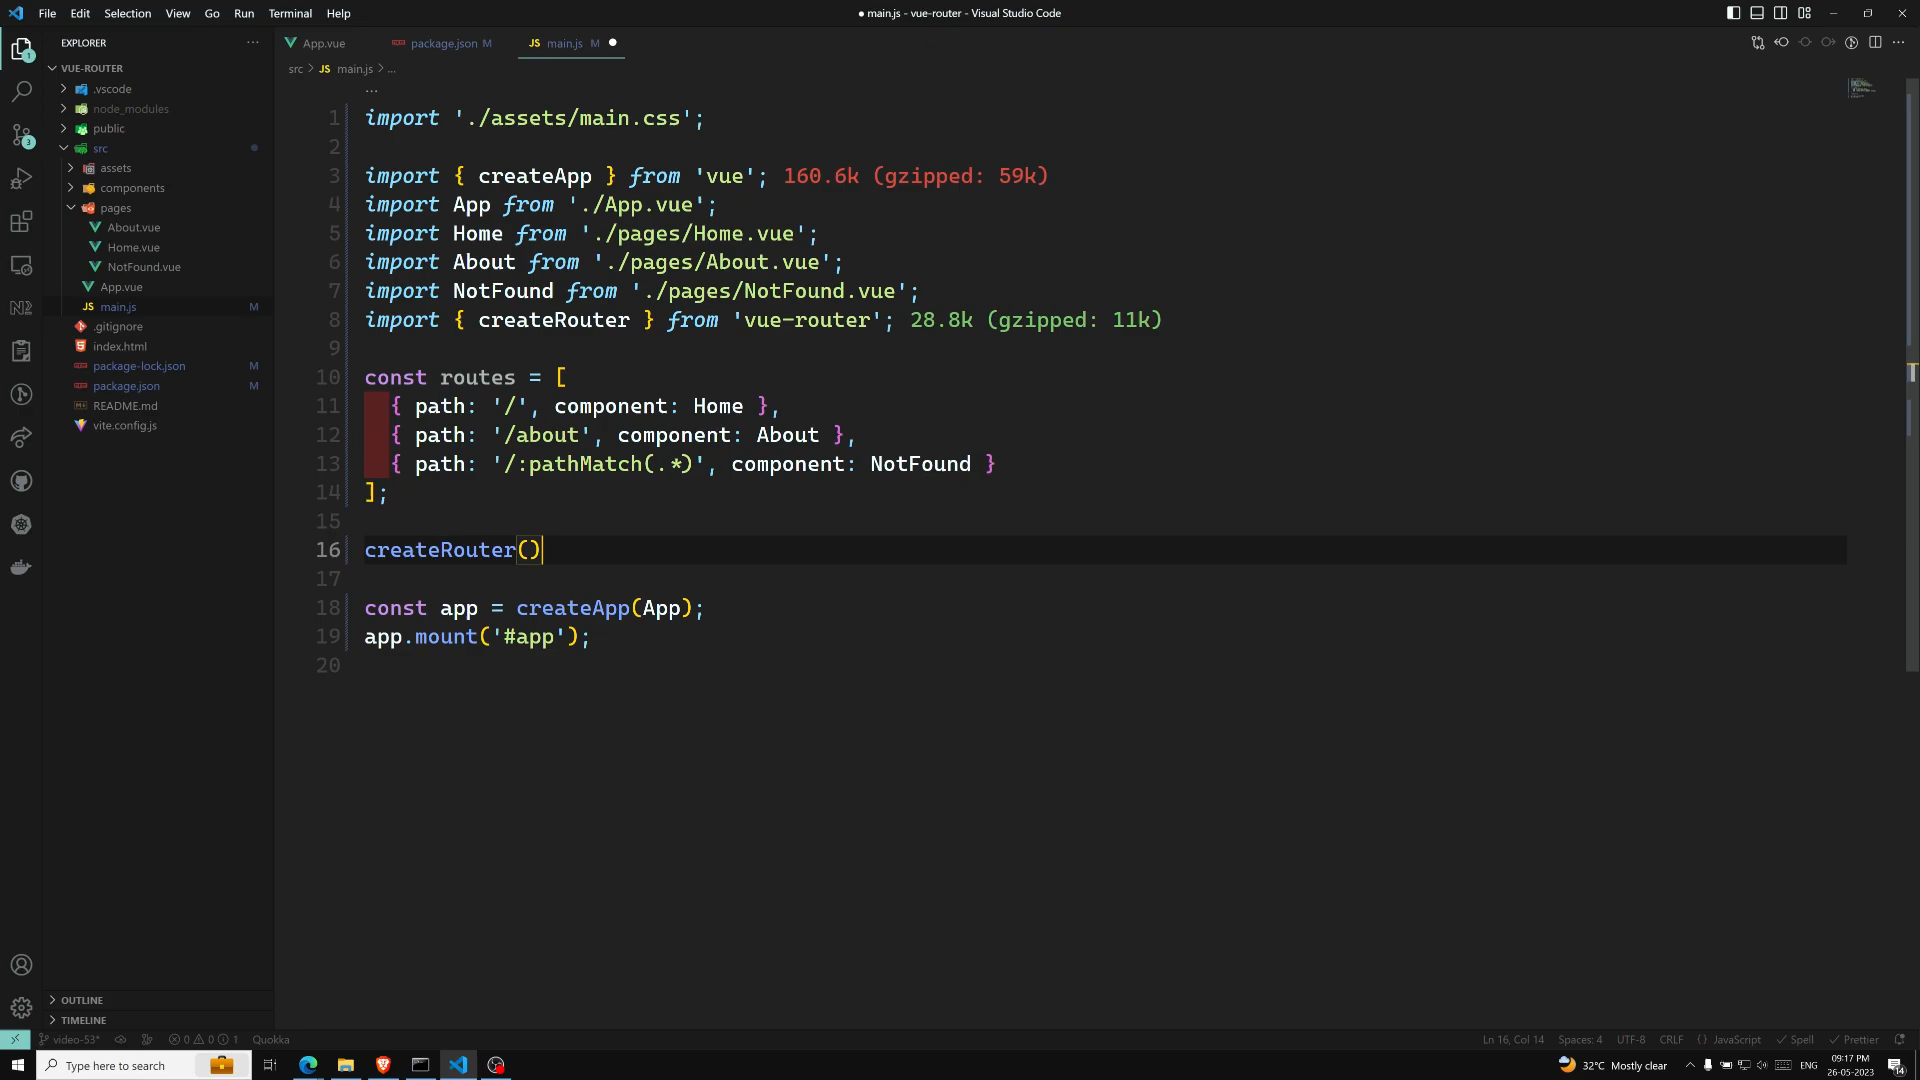 File Edit Selection View Go Run Terminal Help
● main.js - vue-router - Visual Studio Code
EXPLORER
VUE-ROUTER
.vscode
node_modules
public
src
assets
components
pages
About.vue
Home.vue
NotFound.vue
App.vue
main.js M
.gitignore
index.html
package-lock.json M
package.json M
README.md
vite.config.js
OUTLINE
TIMELINE
App.vue package.json M JS main.js M
src > JS main.js > ...
...
1 import './assets/main.css';
2
3 import { createApp } from 'vue'; 160.6k (gzipped: 59k)
4 import App from './App.vue';
5 import Home from './pages/Home.vue';
6 import About from './pages/About.vue';
7 import NotFound from './pages/NotFound.vue';
8 import { createRouter } from 'vue-router'; 28.8k (gzipped: 11k)
9
10 const routes = [
11 { path: '/', component: Home },
12 { path: '/about', component: About },
13 { path: '/:pathMatch(.*)', component: NotFound }
14 ];
15
16 createRouter()
17
18 const app = createApp(App);
19 app.mount('#app');
20
video-53* 0 0 1 Quokka
Ln 16, Col 14 Spaces: 4 UTF-8 CRLF { } JavaScript Spell Prettier
Type here to search
32°C Mostly clear ENG 09:17 PM
26-05-2023 14